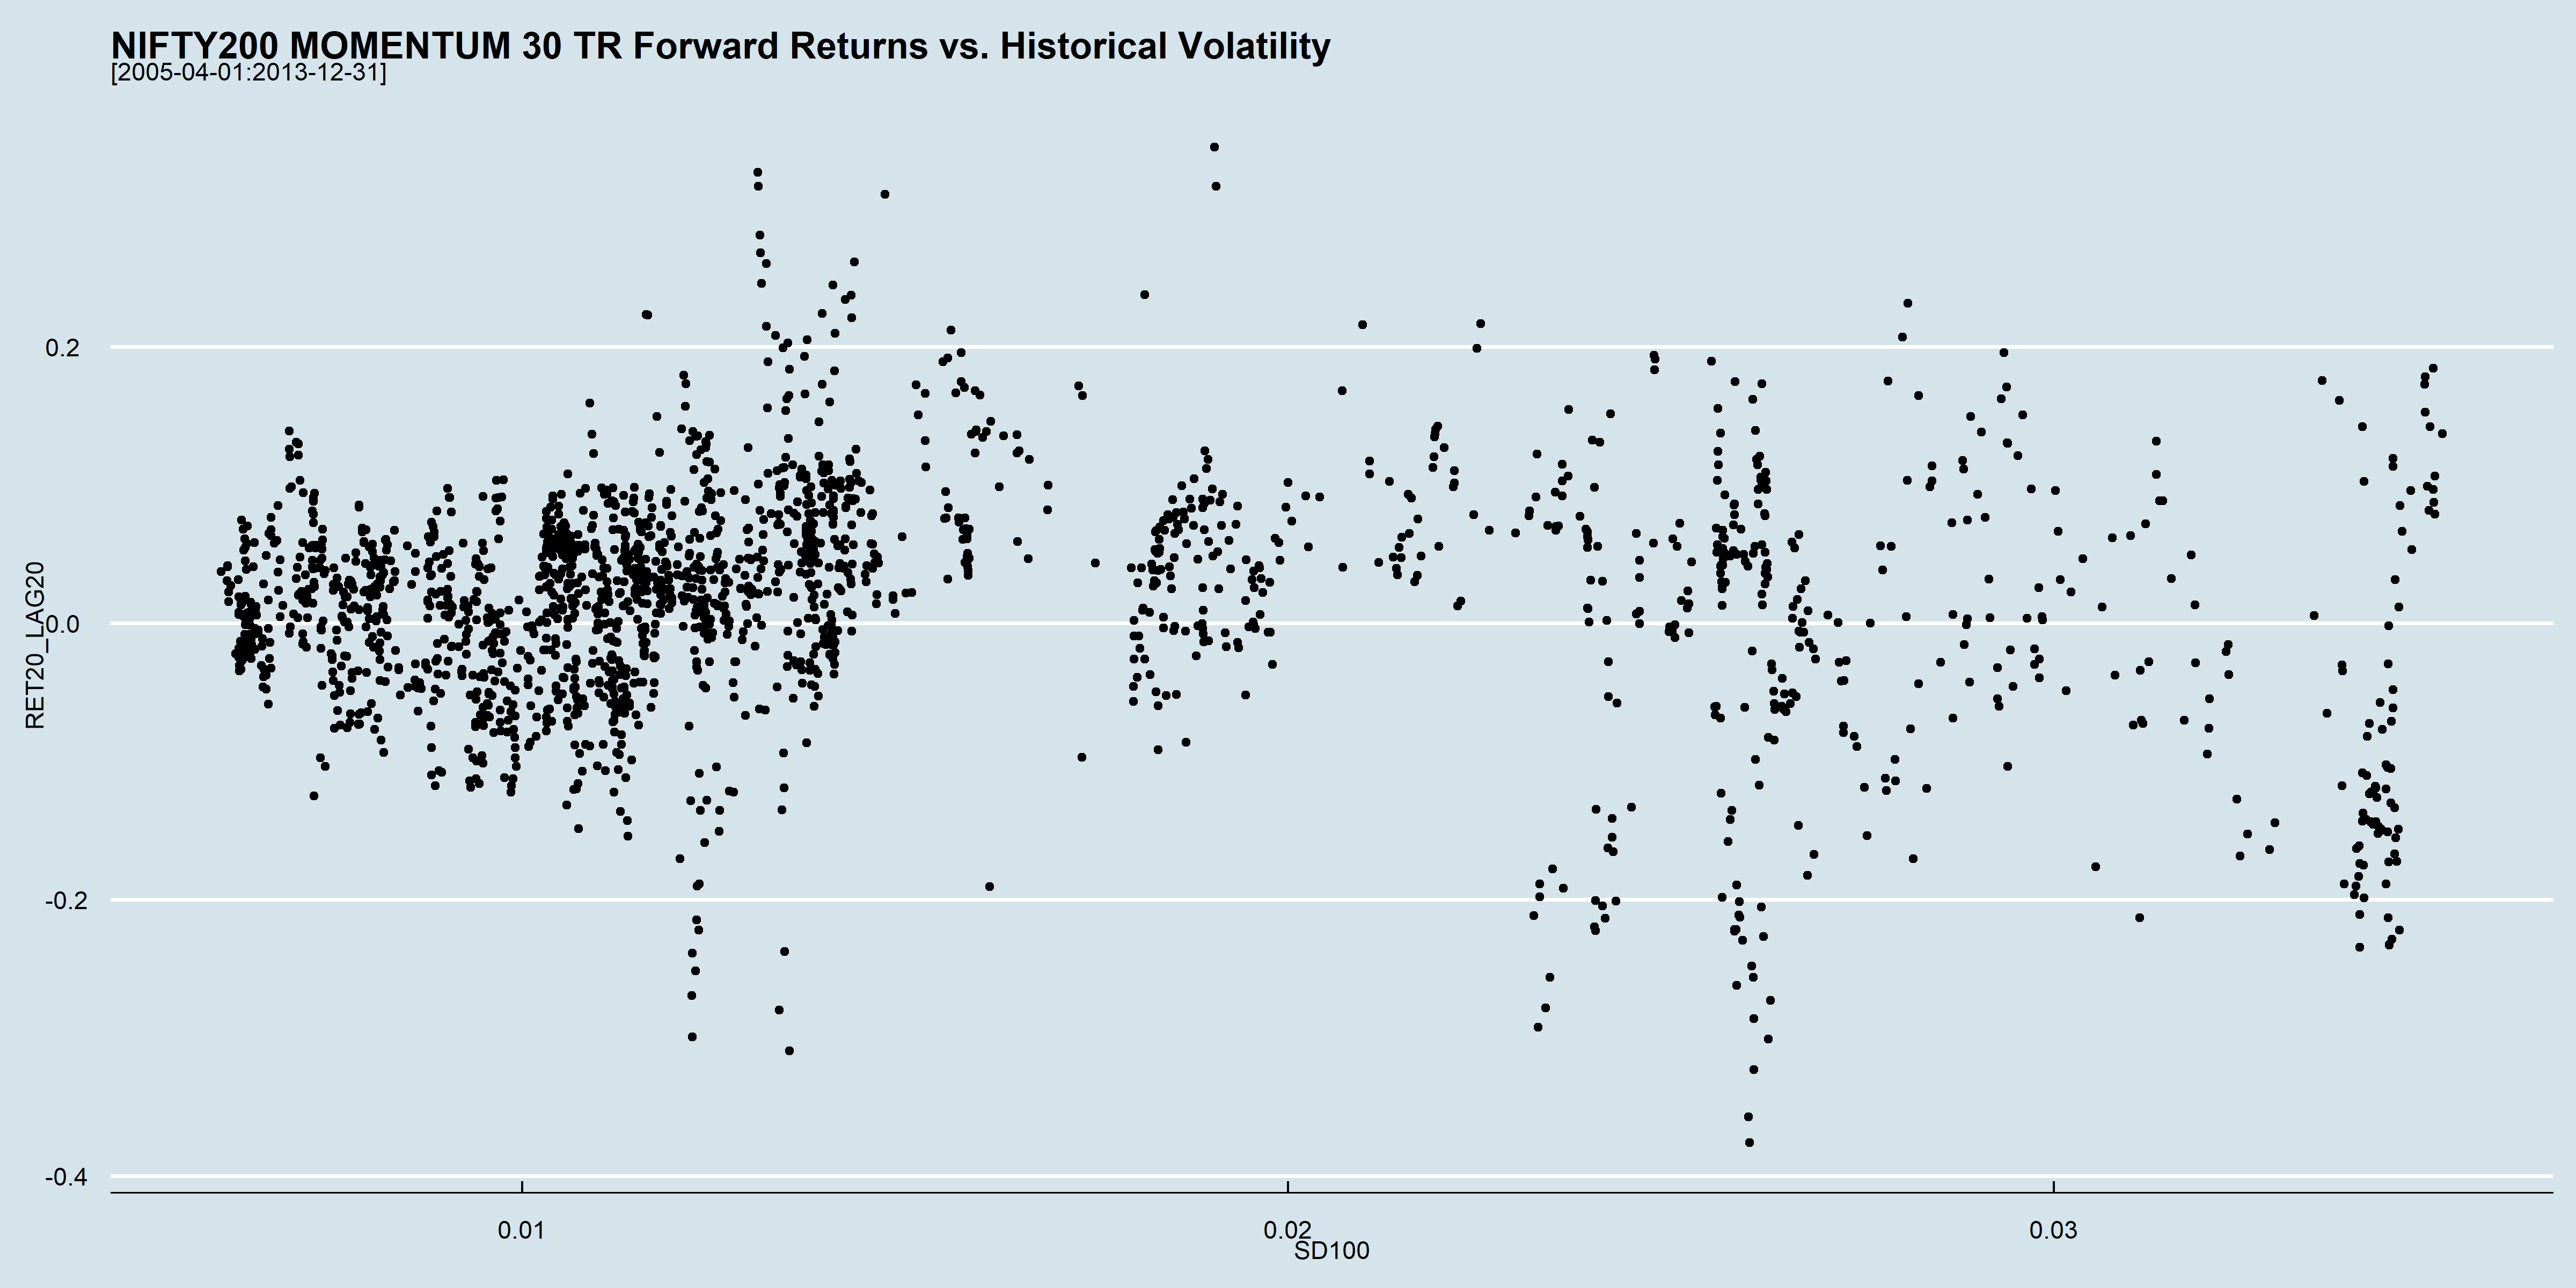 NIFTY200 MOMENTUM 30 TR Forward Returns vs. Historical Volatility
[2005-04-01:2013-12-31]
RET20_LAG20
0.2
0.0
-0.2
-0.4
0.01
0.02
0.03
SD100